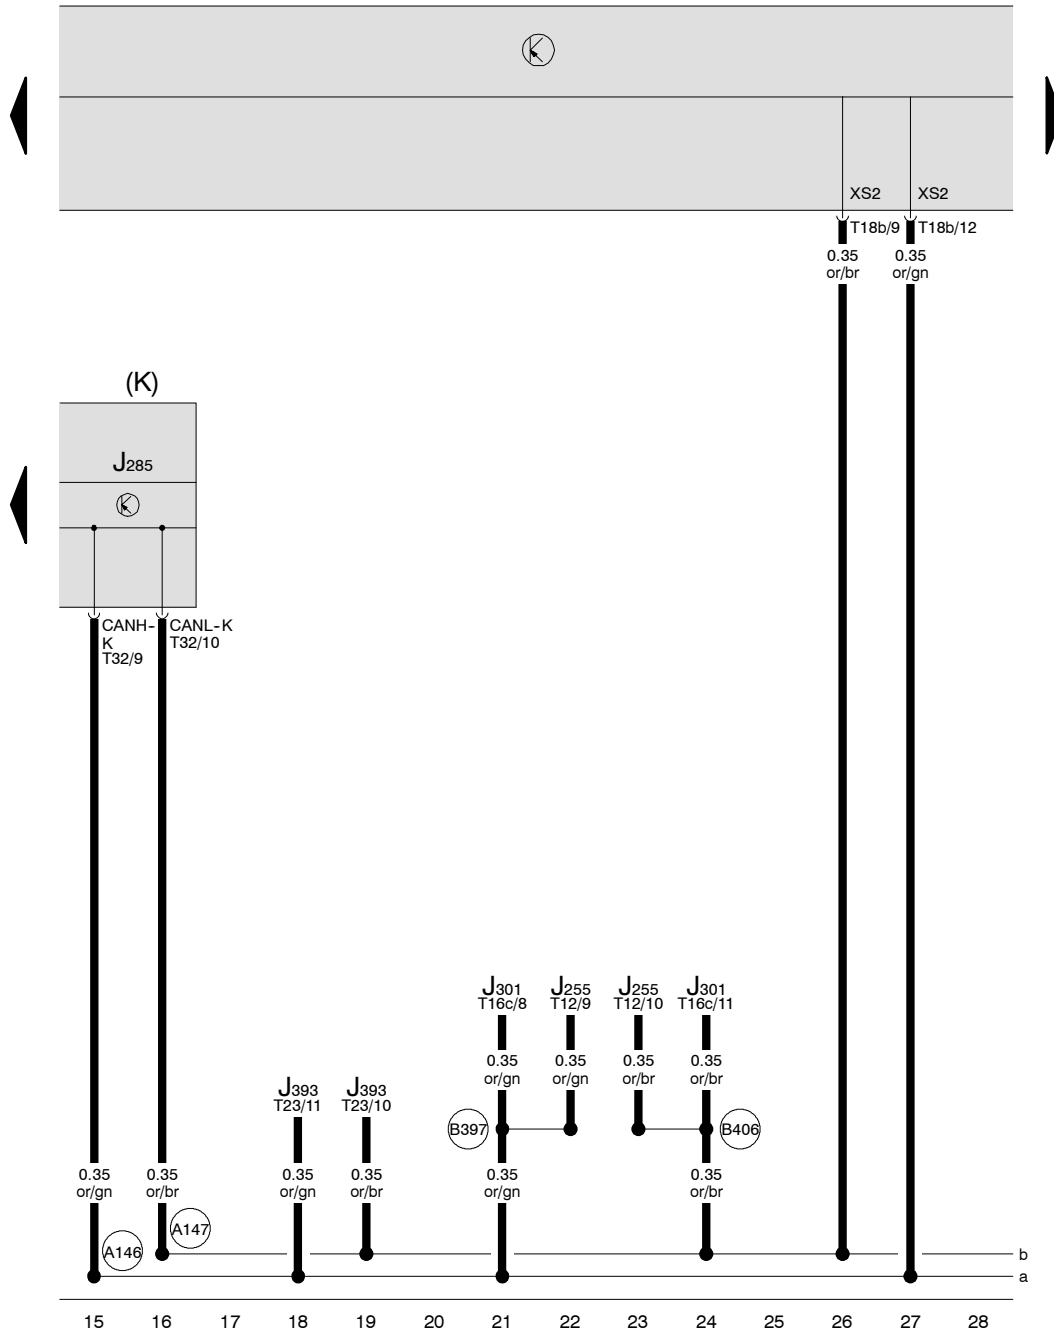 XS2 XS2
T18b/9 T18b/12
0.35 0.35
or/br or/gn
(K)
J285
CANH- CANL-K
K T32/10
T32/9
J301 J255 J255 J301
T16c/8 T12/9 T12/10 T16c/11
0.35 0.35 0.35 0.35
or/gn or/gn or/br or/br
J393 J393
T23/11 T23/10
B397 B406
0.35 0.35 0.35 0.35 0.35 0.35
or/gn or/br or/gn or/br or/gn or/br
A147
A146
b
a
15 16 17 18 19 20 21 22 23 24 25 26 27 28